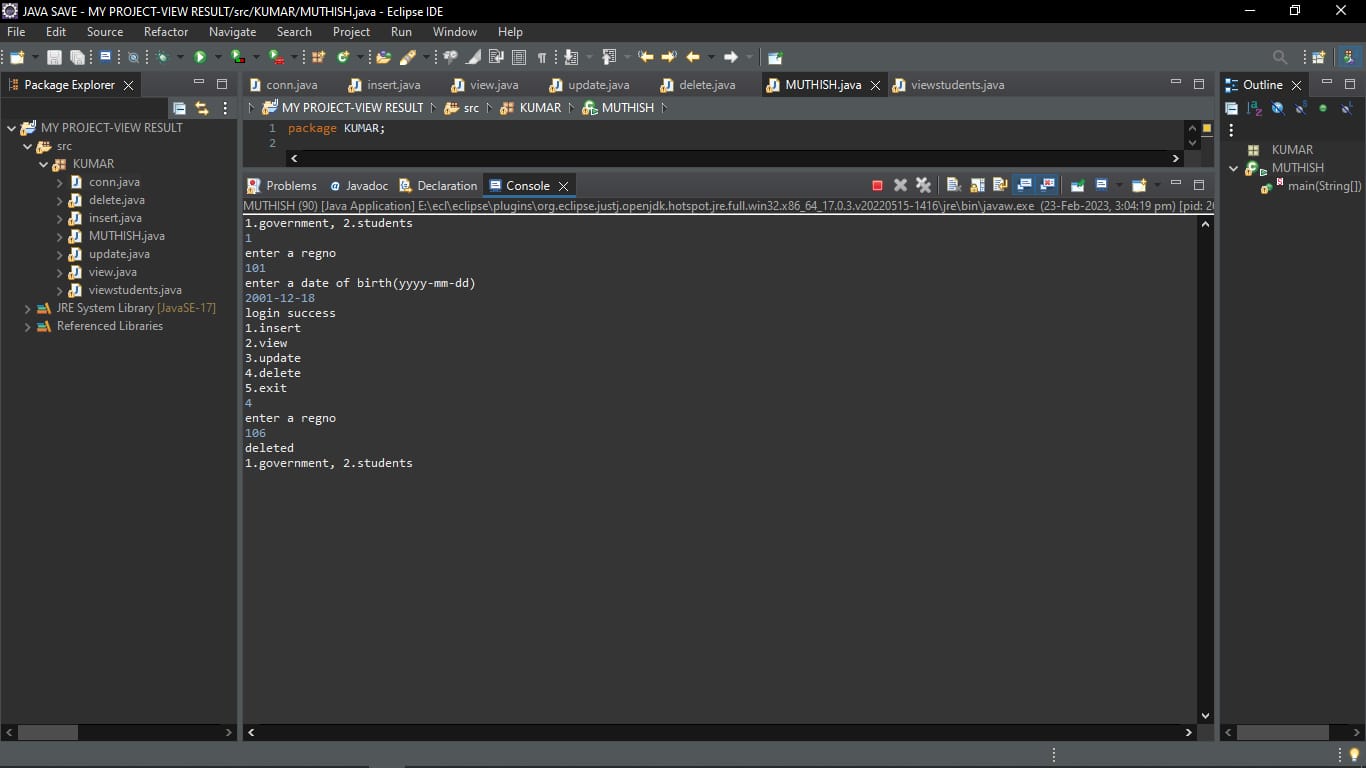 JAVA SAVE - MY PROJECT-VIEW RESULT/src/KUMAR/MUTHISH.java - Eclipse IDE
File Edit Source Refactor Navigate Search Project Run Window Help
Package Explorer
MY PROJECT-VIEW RESULT
src
KUMAR
conn.java
delete.java
insert.java
MUTHISH.java
update.java
view.java
viewstudents.java
JRE System Library [JavaSE-17]
Referenced Libraries
conn.java insert.java view.java update.java delete.java MUTHISH.java viewstudents.java
MY PROJECT-VIEW RESULT src KUMAR MUTHISH
1 package KUMAR;
2
Problems Javadoc Declaration Console
MUTHISH (90) [Java Application] E:\ecl\eclipse\plugins\org.eclipse.justj.openjdk.hotspot.jre.full.win32.x86_64_17.0.3.v20220515-1416\jre\bin\javaw.exe (23-Feb-2023, 3:04:19 pm) [pid: 20
1.government, 2.students
1
enter a regno
101
enter a date of birth(yyyy-mm-dd)
2001-12-18
login success
1.insert
2.view
3.update
4.delete
5.exit
4
enter a regno
106
deleted
1.government, 2.students
Outline
KUMAR
MUTHISH
main(String[])